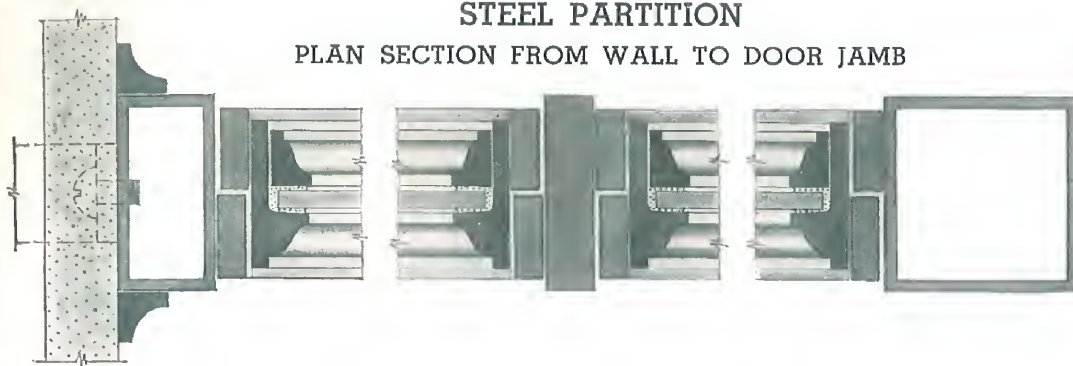 STEEL PARTITION
PLAN SECTION FROM WALL TO DOOR JAMB